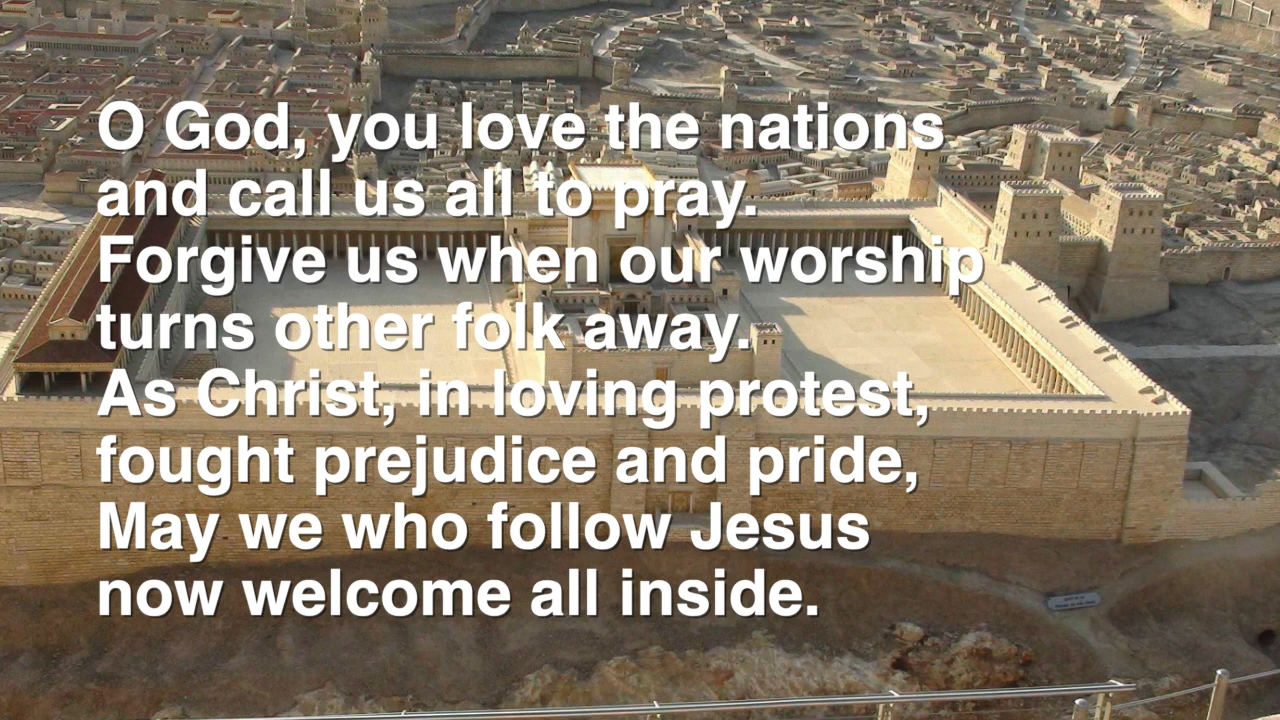 O God, you love the nations
and call us all to pray.
Forgive us when our worship
turns other folk away.
As Christ, in loving protest,
fought prejudice and pride,
May we who follow Jesus
now welcome all inside.